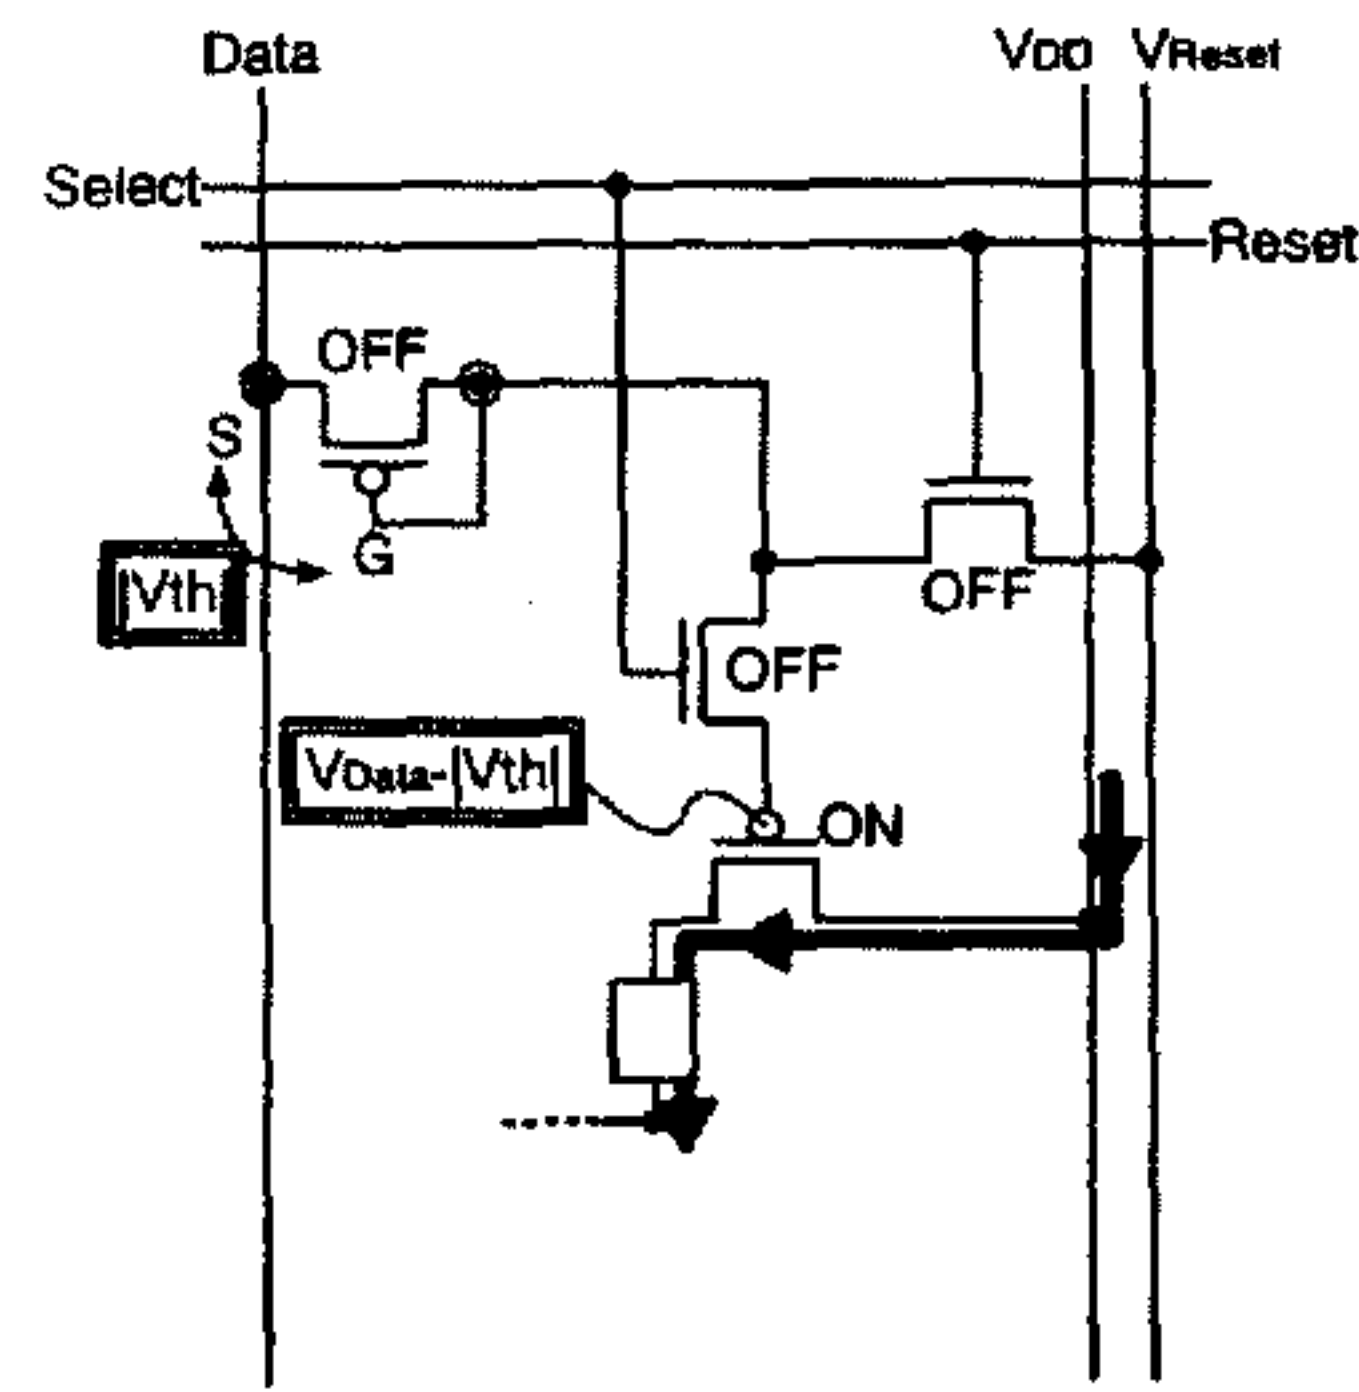 Data
VDD VReset
Select
Reset
OFF
S
G
|Vth|
OFF
OFF
VData-|Vth|
ON